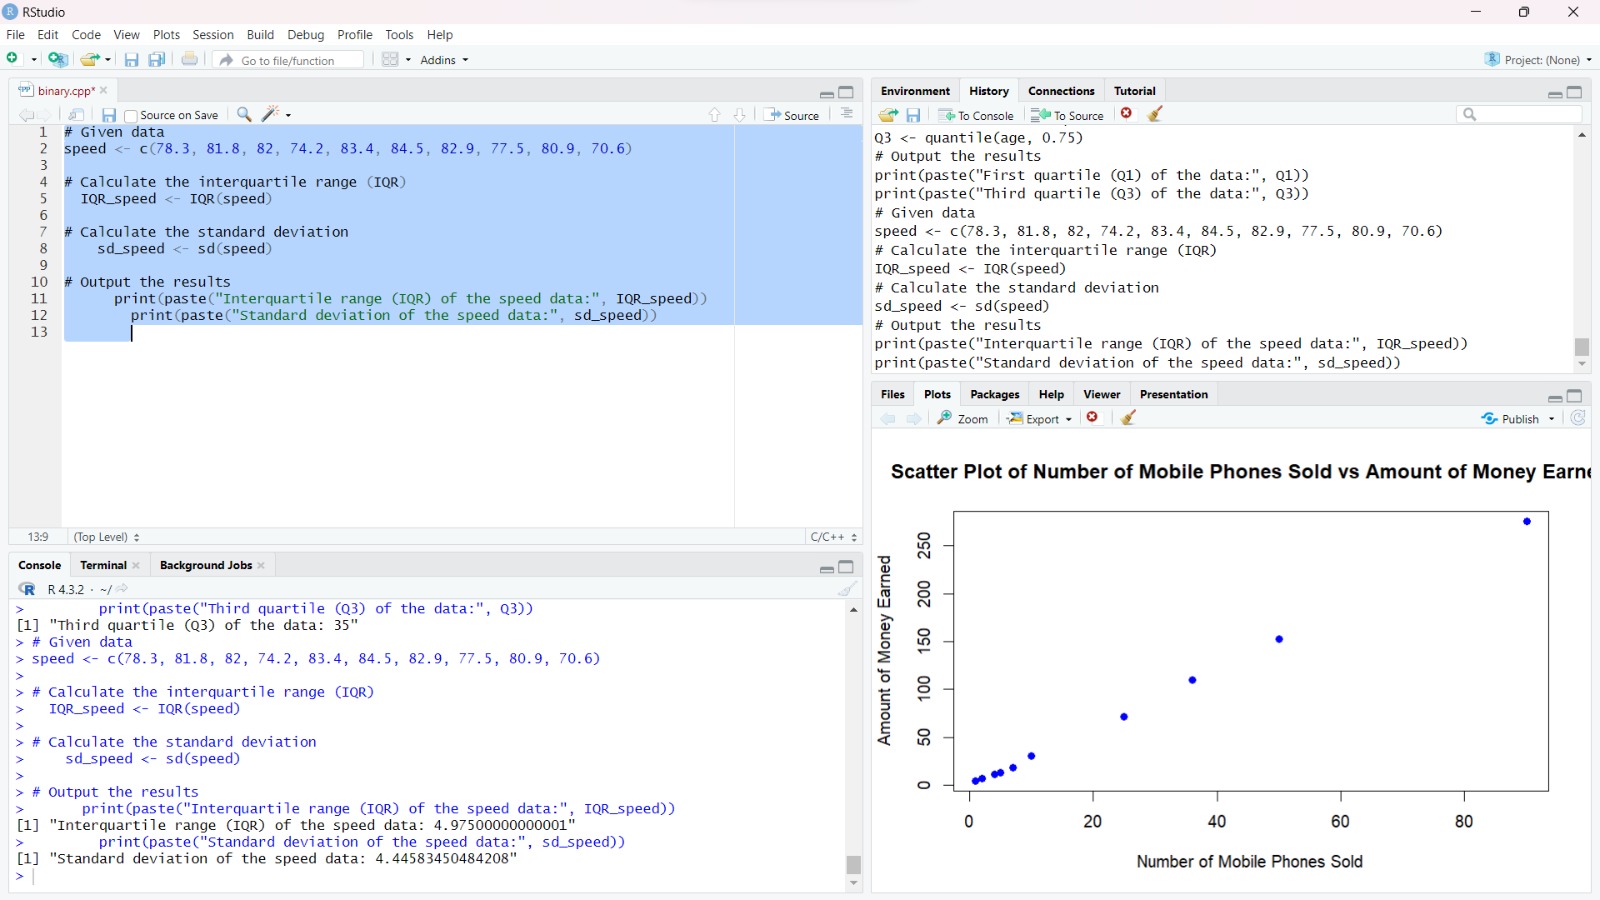 RStudio
File Edit Code View Plots Session Build Debug Profile Tools Help
Go to file/function Addins Project: (None)
binary.cpp*
Source on Save Source
1 # Given data
2 speed <- c(78.3, 81.8, 82, 74.2, 83.4, 84.5, 82.9, 77.5, 80.9, 70.6)
3
4 # Calculate the interquartile range (IQR)
5 IQR_speed <- IQR(speed)
6
7 # Calculate the standard deviation
8 sd_speed <- sd(speed)
9
10 # Output the results
11 print(paste("Interquartile range (IQR) of the speed data:", IQR_speed))
12 print(paste("Standard deviation of the speed data:", sd_speed))
13
13:9 (Top Level) C/C++
Console Terminal Background Jobs
R 4.3.2 · ~/
> print(paste("Third quartile (Q3) of the data:", Q3))
[1] "Third quartile (Q3) of the data: 35"
> # Given data
> speed <- c(78.3, 81.8, 82, 74.2, 83.4, 84.5, 82.9, 77.5, 80.9, 70.6)
>
> # Calculate the interquartile range (IQR)
> IQR_speed <- IQR(speed)
>
> # Calculate the standard deviation
> sd_speed <- sd(speed)
>
> # Output the results
> print(paste("Interquartile range (IQR) of the speed data:", IQR_speed))
[1] "Interquartile range (IQR) of the speed data: 4.97500000000001"
> print(paste("Standard deviation of the speed data:", sd_speed))
[1] "Standard deviation of the speed data: 4.44583450484208"
>
Environment History Connections Tutorial
To Console To Source
Q3 <- quantile(age, 0.75)
# Output the results
print(paste("First quartile (Q1) of the data:", Q1))
print(paste("Third quartile (Q3) of the data:", Q3))
# Given data
speed <- c(78.3, 81.8, 82, 74.2, 83.4, 84.5, 82.9, 77.5, 80.9, 70.6)
# Calculate the interquartile range (IQR)
IQR_speed <- IQR(speed)
# Calculate the standard deviation
sd_speed <- sd(speed)
# Output the results
print(paste("Interquartile range (IQR) of the speed data:", IQR_speed))
print(paste("Standard deviation of the speed data:", sd_speed))
Files Plots Packages Help Viewer Presentation
Zoom Export Publish
Scatter Plot of Number of Mobile Phones Sold vs Amount of Money Earne
Amount of Money Earned
250
200
150
100
50
0
0 20 40 60 80
Number of Mobile Phones Sold